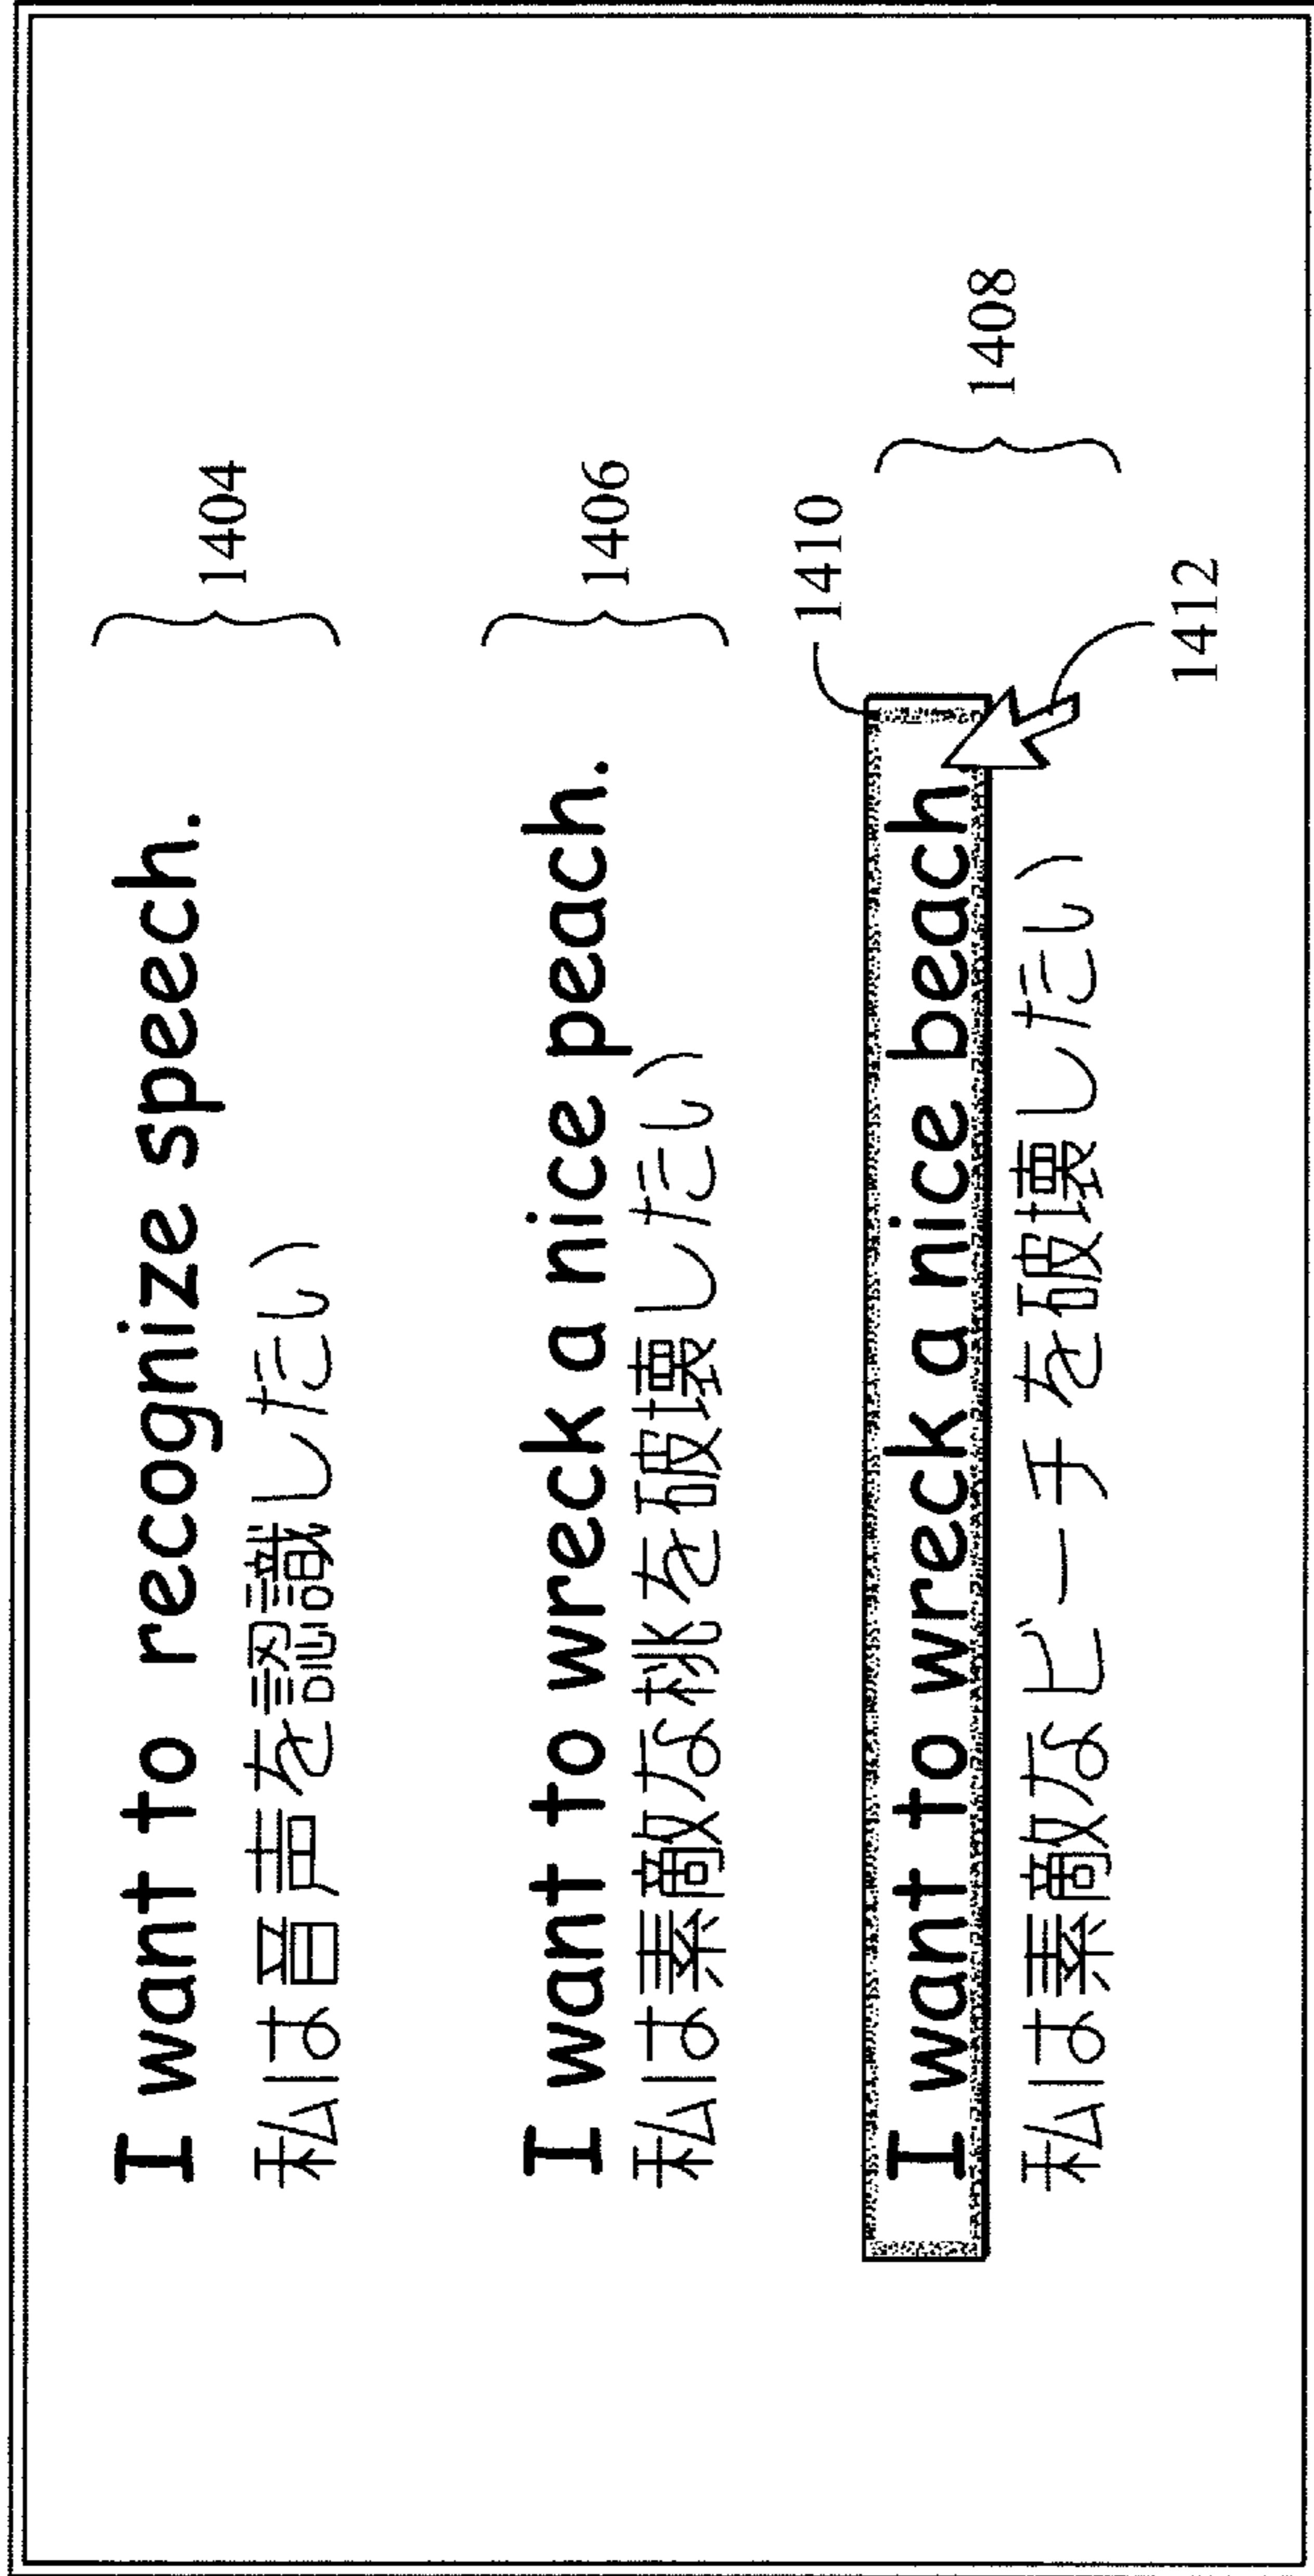 I want to recognize speech.
私は音声を認識したい
1404
I want to wreck a nice peach.
私は素敵な桃を破壊したい
1406
1410
I want to wreck a nice beach
私は素敵なビーチを破壊したい
1408
1412